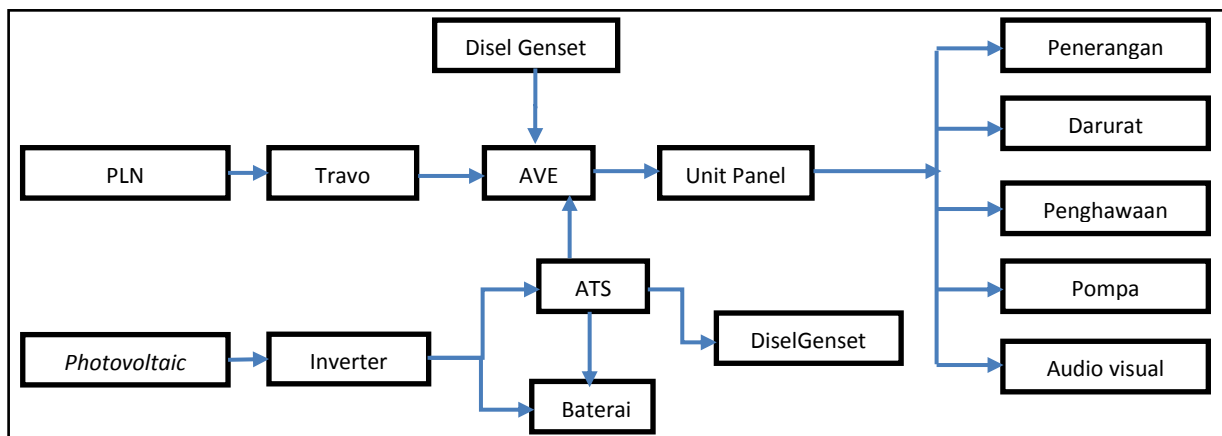 Disel Genset
Penerangan
Darurat
PLN
Travo
AVE
Unit Panel
Penghawaan
ATS
Pompa
DiselGenset
Photovoltaic
Inverter
Audio visual
Baterai